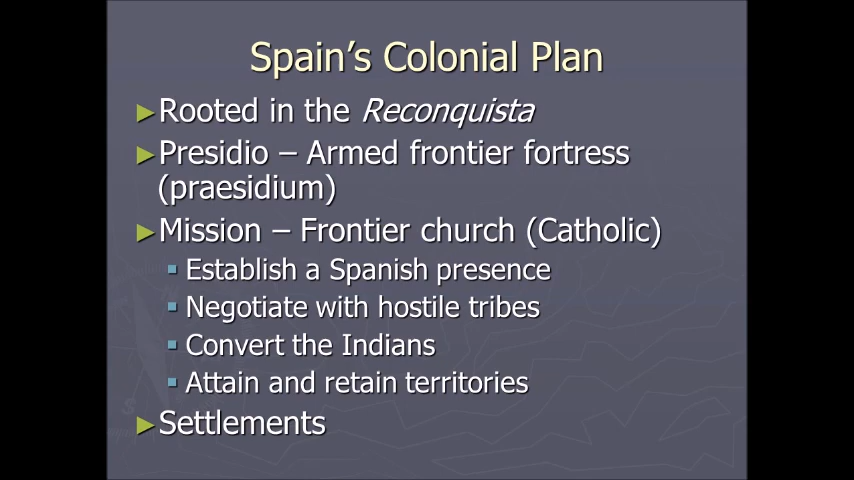 Spain’s Colonial Plan
►Rooted in the Reconquista
►Presidio – Armed frontier fortress
(praesidium)
►Mission – Frontier church (Catholic)
▪ Establish a Spanish presence
▪ Negotiate with hostile tribes
▪ Convert the Indians
▪ Attain and retain territories
►Settlements